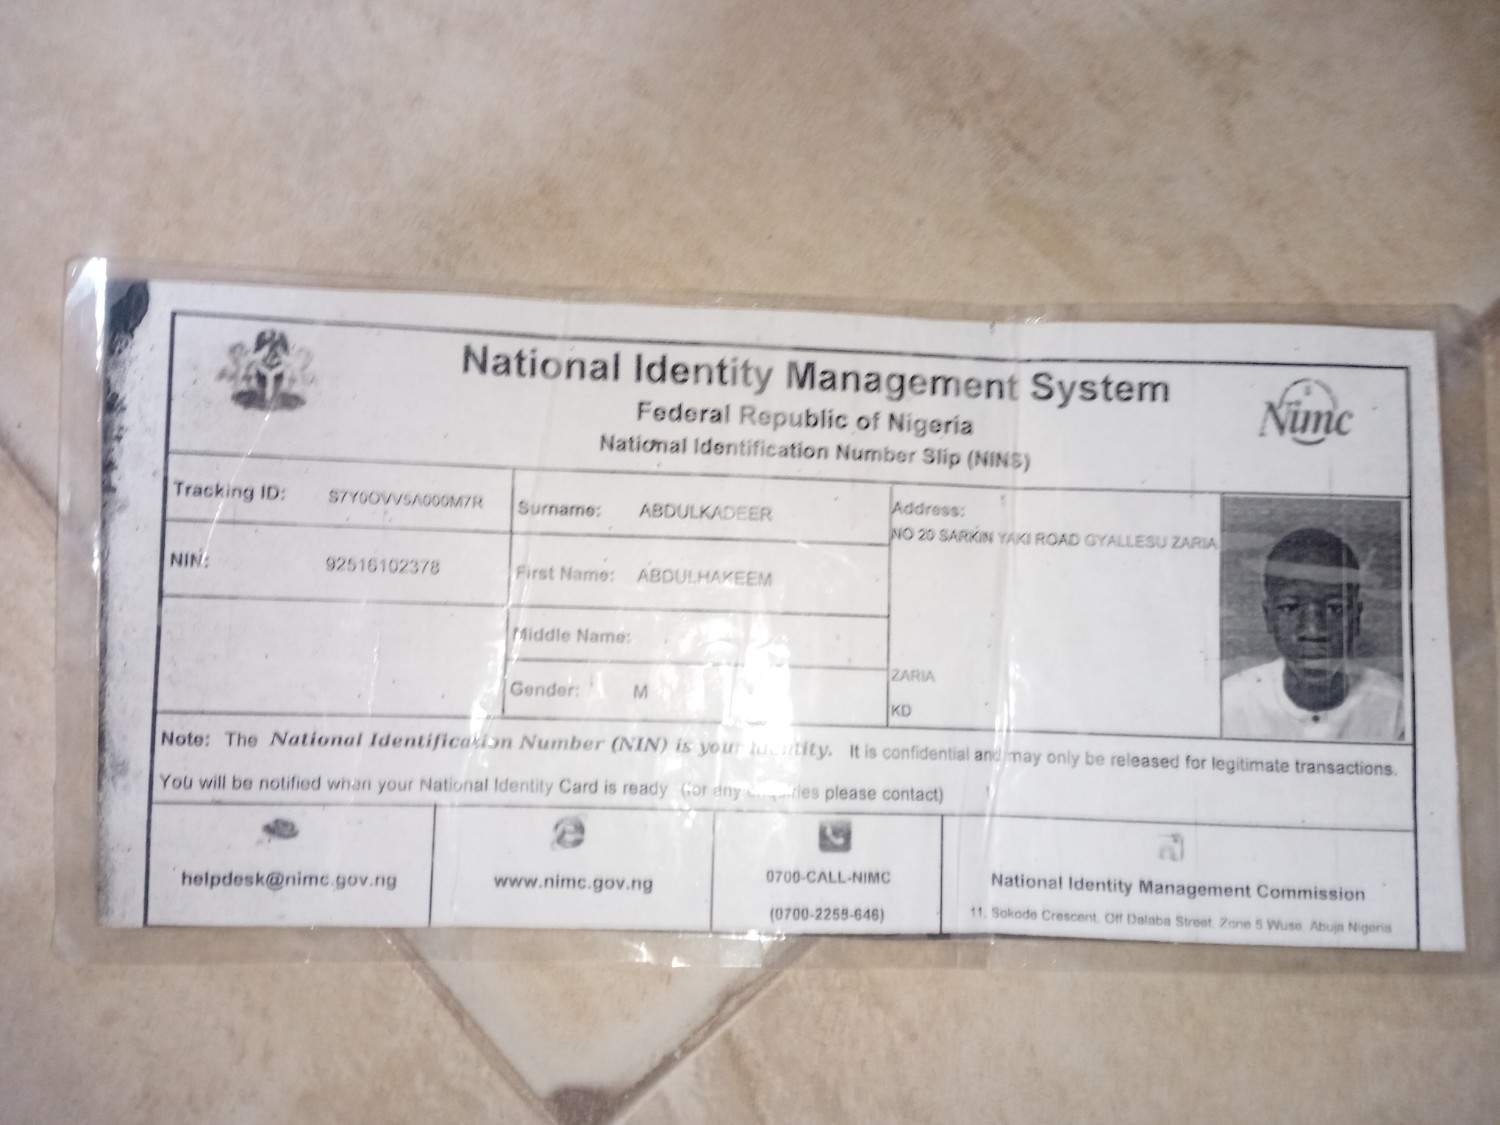 National Identity Management System
Federal Republic of Nigeria
National Identification Number Slip (NINS)
Nimc
Tracking ID: S7Y0OVV5A000M7R
Surname: ABDULKADEER
Address:
NO 20 SARKIN YAKI ROAD GYALLESU ZARIA
NIN: 92516102378
First Name: ABDULHAKEEM
Middle Name:
Gender: M
ZARIA
KD
Note: The National Identification Number (NIN) is your identity. It is confidential and may only be released for legitimate transactions.
You will be notified when your National Identity Card is ready (for any enquiries please contact)
helpdesk@nimc.gov.ng
www.nimc.gov.ng
0700-CALL-NIMC
(0700-2255-646)
National Identity Management Commission
11, Sokode Crescent, Off Dalaba Street, Zone 5 Wuse, Abuja Nigeria